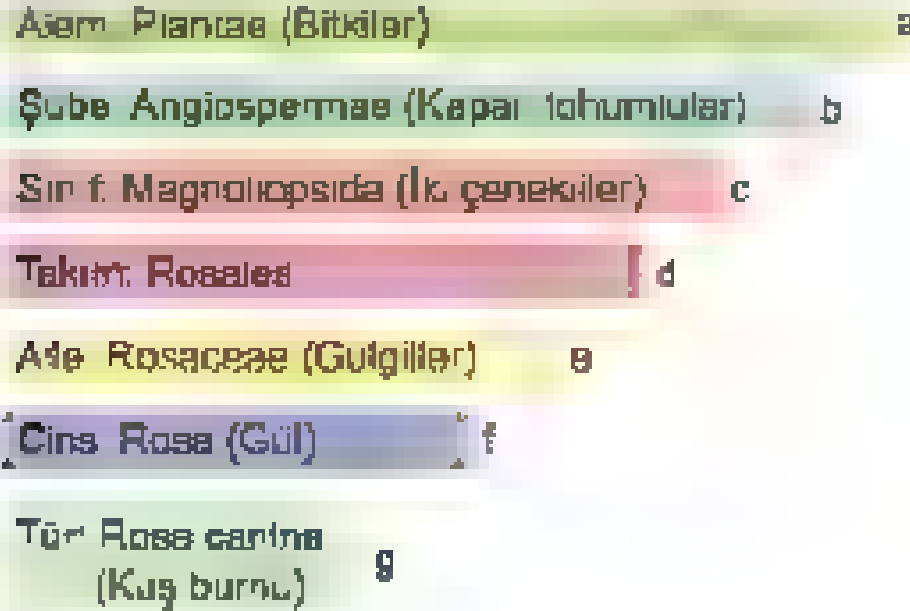 Alem Plantae (Bitkiler) a
Şube Angiospermae (Kapalı tohumlular) b
Sınıf: Magnoliopsida (İki çenekliler) c
Takım: Rosales d
Aile Rosaceae (Gülgiller) e
Cins Rosa (Gül) f
Tür Rosa canina
(Kuş burnu) g